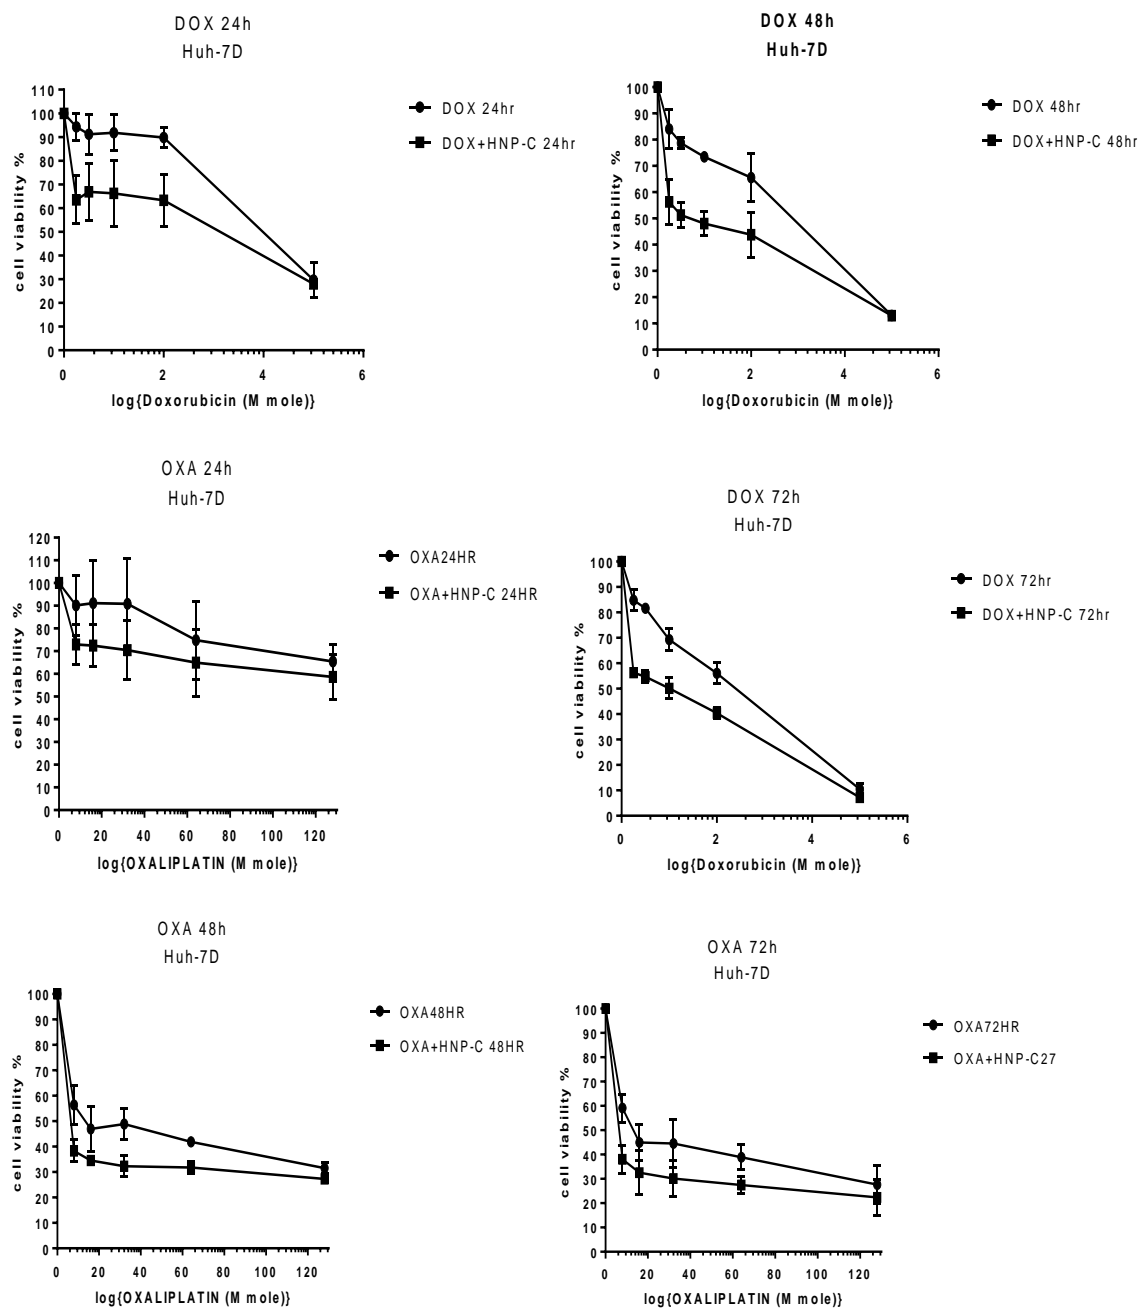 DOX 24h
Huh-7D
110
100
90
80
70
60
50
40
30
20
10
0
cell viability %
0 2 4 6
log{Doxorubicin (M mole)}
DOX 24hr
DOX+HNP-C 24hr
DOX 48h
Huh-7D
100
90
80
70
60
50
40
30
20
10
0
cell viability %
0 2 4 6
log{Doxorubicin (M mole)}
DOX 48hr
DOX+HNP-C 48hr
OXA 24h
Huh-7D
120
110
100
90
80
70
60
50
40
30
20
10
0
cell viability %
0 20 40 60 80 100 120
log{OXALIPLATIN (M mole)}
OXA24HR
OXA+HNP-C 24HR
DOX 72h
Huh-7D
100
90
80
70
60
50
40
30
20
10
0
cell viability %
0 2 4 6
log{Doxorubicin (M mole)}
DOX 72hr
DOX+HNP-C 72hr
OXA 48h
Huh-7D
100
90
80
70
60
50
40
30
20
10
0
cell viability %
0 20 40 60 80 100 120
log{OXALIPLATIN (M mole)}
OXA48HR
OXA+HNP-C 48HR
OXA 72h
Huh-7D
100
90
80
70
60
50
40
30
20
10
0
cell viability %
0 20 40 60 80 100 120
log{OXALIPLATIN (M mole)}
OXA72HR
OXA+HNP-C27